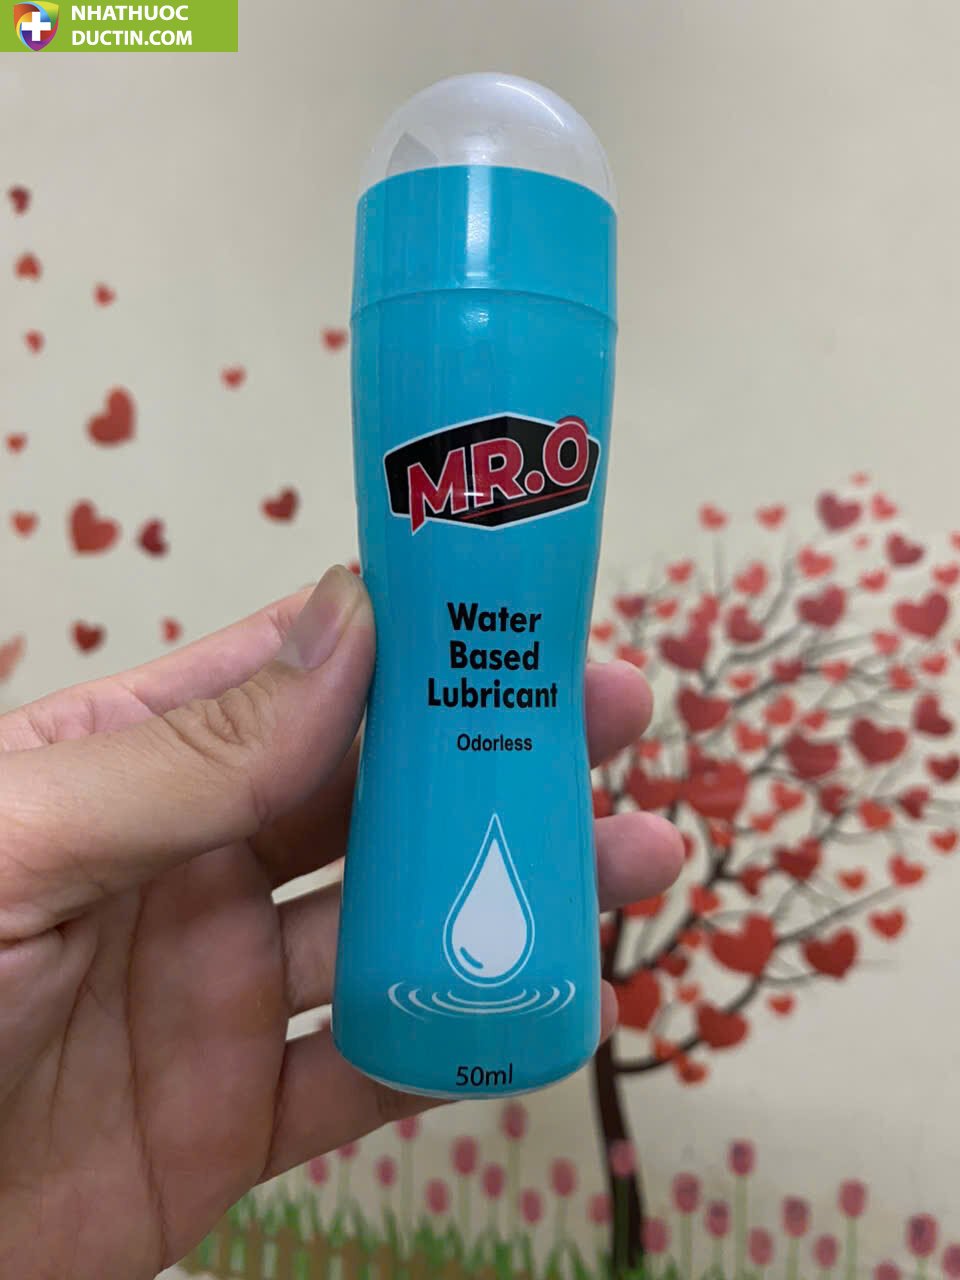 NHATHUOC
DUCTIN.COM
MR.O
Water
Based
Lubricant
Odorless
50ml